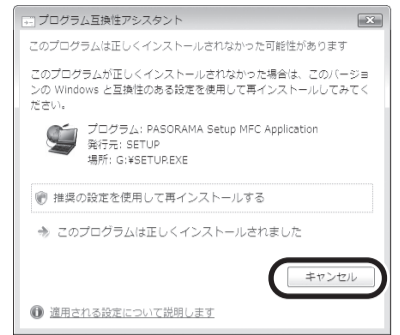 プログラム互換性アシスタント
このプログラムは正しくインストールされなかった可能性があります
このプログラムが正しくインストールされなかった場合は、このバージョ
ンの Windows と互換性のある設定を使用して再インストールしてみてく
ださい。
プログラム: PASORAMA Setup MFC Application
発行元: SETUP
場所: G:¥SETUP.EXE
推奨の設定を使用して再インストールする
このプログラムは正しくインストールされました
キャンセル
適用される設定について説明します